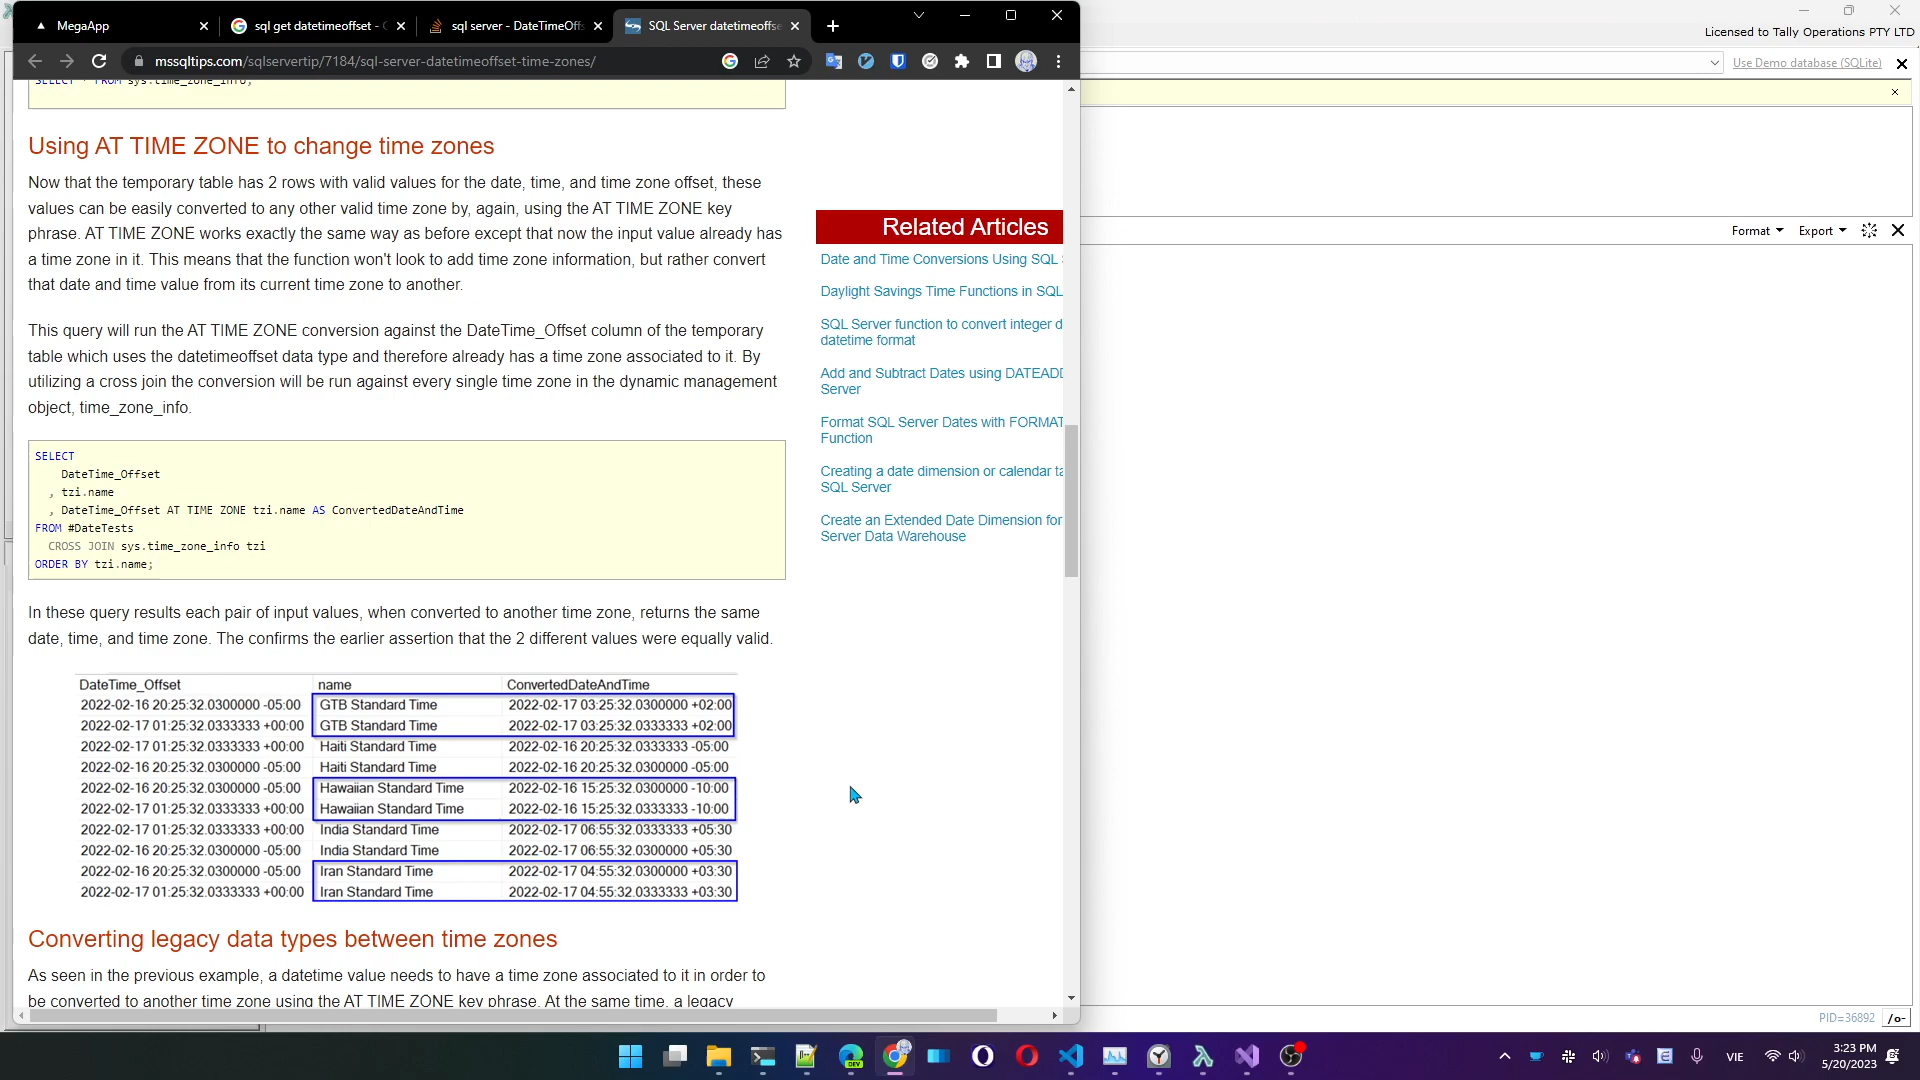 MegaApp
sql get datetimeoffset -
sql server - DateTimeOffs
SQL Server datetimeoffse
Licensed to Tally Operations PTY LTD
mssqltips.com/sqlservertip/7184/sql-server-datetimeoffset-time-zones/
Use Demo database (SQLite)
SELECT * FROM sys.time_zone_info;
Using AT TIME ZONE to change time zones
Now that the temporary table has 2 rows with valid values for the date, time, and time zone offset, these
values can be easily converted to any other valid time zone by, again, using the AT TIME ZONE key
phrase. AT TIME ZONE works exactly the same way as before except that now the input value already has
a time zone in it. This means that the function won't look to add time zone information, but rather convert
that date and time value from its current time zone to another.
This query will run the AT TIME ZONE conversion against the DateTime_Offset column of the temporary
table which uses the datetimeoffset data type and therefore already has a time zone associated to it. By
utilizing a cross join the conversion will be run against every single time zone in the dynamic management
object, time_zone_info.
SELECT
DateTime_Offset
, tzi.name
, DateTime_Offset AT TIME ZONE tzi.name AS ConvertedDateAndTime
FROM #DateTests
CROSS JOIN sys.time_zone_info tzi
ORDER BY tzi.name;
In these query results each pair of input values, when converted to another time zone, returns the same
date, time, and time zone. The confirms the earlier assertion that the 2 different values were equally valid.
DateTime_Offset name ConvertedDateAndTime
2022-02-16 20:25:32.0300000 -05:00 GTB Standard Time 2022-02-17 03:25:32.0300000 +02:00
2022-02-17 01:25:32.0333333 +00:00 GTB Standard Time 2022-02-17 03:25:32.0333333 +02:00
2022-02-17 01:25:32.0333333 +00:00 Haiti Standard Time 2022-02-16 20:25:32.0333333 -05:00
2022-02-16 20:25:32.0300000 -05:00 Haiti Standard Time 2022-02-16 20:25:32.0300000 -05:00
2022-02-16 20:25:32.0300000 -05:00 Hawaiian Standard Time 2022-02-16 15:25:32.0300000 -10:00
2022-02-17 01:25:32.0333333 +00:00 Hawaiian Standard Time 2022-02-16 15:25:32.0333333 -10:00
2022-02-17 01:25:32.0333333 +00:00 India Standard Time 2022-02-17 06:55:32.0333333 +05:30
2022-02-16 20:25:32.0300000 -05:00 India Standard Time 2022-02-17 06:55:32.0300000 +05:30
2022-02-16 20:25:32.0300000 -05:00 Iran Standard Time 2022-02-17 04:55:32.0300000 +03:30
2022-02-17 01:25:32.0333333 +00:00 Iran Standard Time 2022-02-17 04:55:32.0333333 +03:30
Converting legacy data types between time zones
As seen in the previous example, a datetime value needs to have a time zone associated to it in order to
be converted to another time zone using the AT TIME ZONE key phrase. At the same time, a legacy
Related Articles
Date and Time Conversions Using SQL
Daylight Savings Time Functions in SQL
SQL Server function to convert integer d
datetime format
Add and Subtract Dates using DATEADD
Server
Format SQL Server Dates with FORMAT
Function
Creating a date dimension or calendar ta
SQL Server
Create an Extended Date Dimension for
Server Data Warehouse
Format Export
PID=36892 /o-
DEV
VIE
3:23 PM
5/20/2023